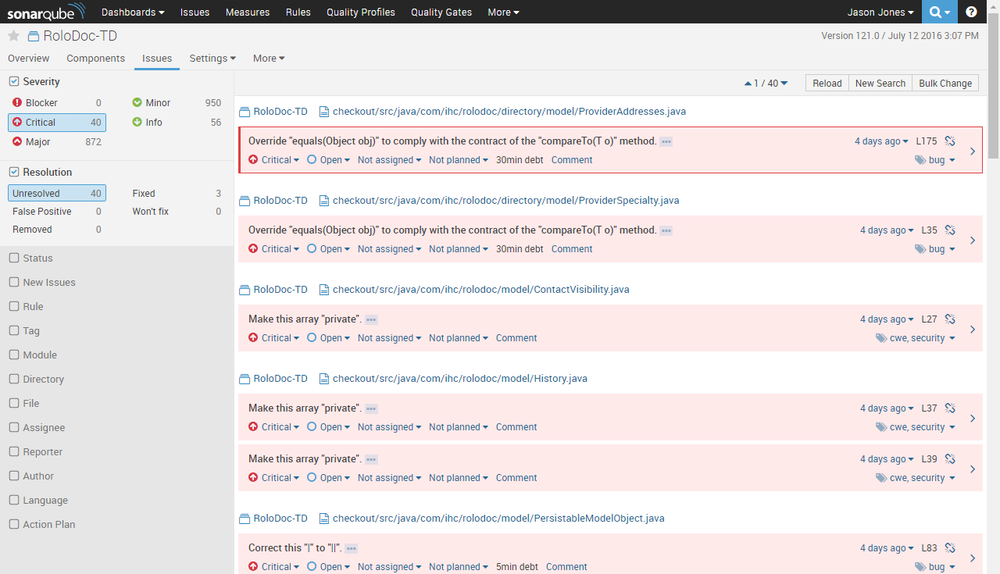 sonarqube Dashboards Issues Measures Rules Quality Profiles Quality Gates More Jason Jones ?
RoloDoc-TD Version 121.0 / July 12 2016 3:07 PM
Overview Components Issues Settings More
Severity
Blocker 0 Minor 950
Critical 40 Info 56
Major 872
Resolution
Unresolved 40 Fixed 3
False Positive 0 Won't fix 0
Removed 0
Status
New Issues
Rule
Tag
Module
Directory
File
Assignee
Reporter
Author
Language
Action Plan
1 / 40 Reload New Search Bulk Change
RoloDoc-TD checkout/src/java/com/ihc/rolodoc/directory/model/ProviderAddresses.java
Override "equals(Object obj)" to comply with the contract of the "compareTo(T o)" method. 4 days ago L175
Critical Open Not assigned Not planned 30min debt Comment bug
RoloDoc-TD checkout/src/java/com/ihc/rolodoc/directory/model/ProviderSpecialty.java
Override "equals(Object obj)" to comply with the contract of the "compareTo(T o)" method. 4 days ago L35
Critical Open Not assigned Not planned 30min debt Comment bug
RoloDoc-TD checkout/src/java/com/ihc/rolodoc/model/ContactVisibility.java
Make this array "private". 4 days ago L27
Critical Open Not assigned Not planned Comment cwe, security
RoloDoc-TD checkout/src/java/com/ihc/rolodoc/model/History.java
Make this array "private". 4 days ago L37
Critical Open Not assigned Not planned Comment cwe, security
Make this array "private". 4 days ago L39
Critical Open Not assigned Not planned Comment cwe, security
RoloDoc-TD checkout/src/java/com/ihc/rolodoc/model/PersistableModelObject.java
Correct this "|" to "||". 4 days ago L83
Critical Open Not assigned Not planned 5min debt Comment bug